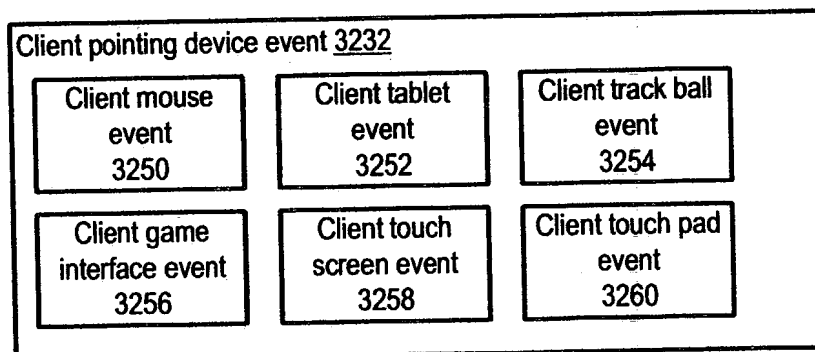 Client pointing device event 3232
Client mouse
event
3250
Client tablet
event
3252
Client track ball
event
3254
Client game
interface event
3256
Client touch
screen event
3258
Client touch pad
event
3260